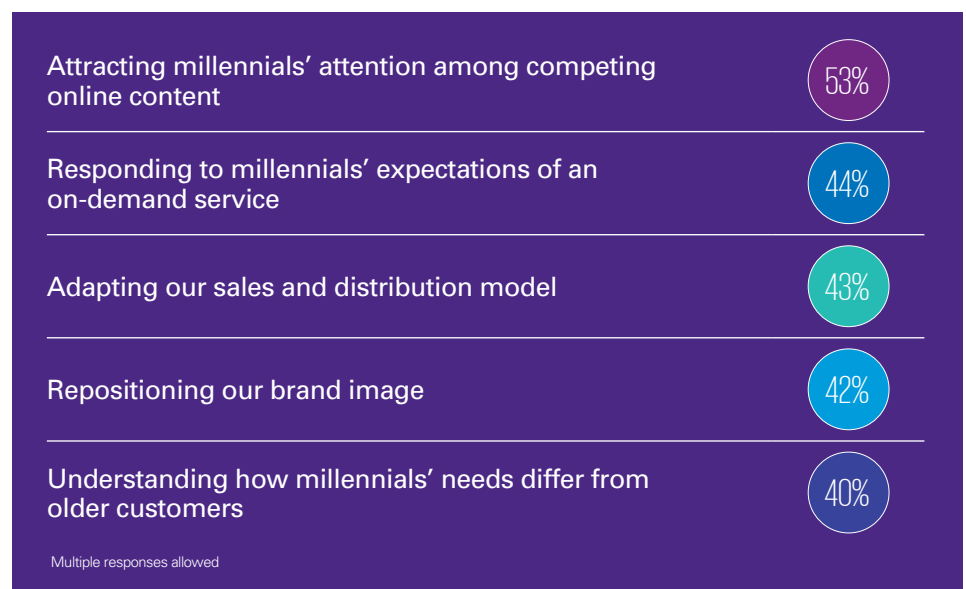 Attracting millennials’ attention among competing
online content
53%
Responding to millennials’ expectations of an
on-demand service
44%
Adapting our sales and distribution model
43%
Repositioning our brand image
42%
Understanding how millennials’ needs differ from
older customers
40%
Multiple responses allowed